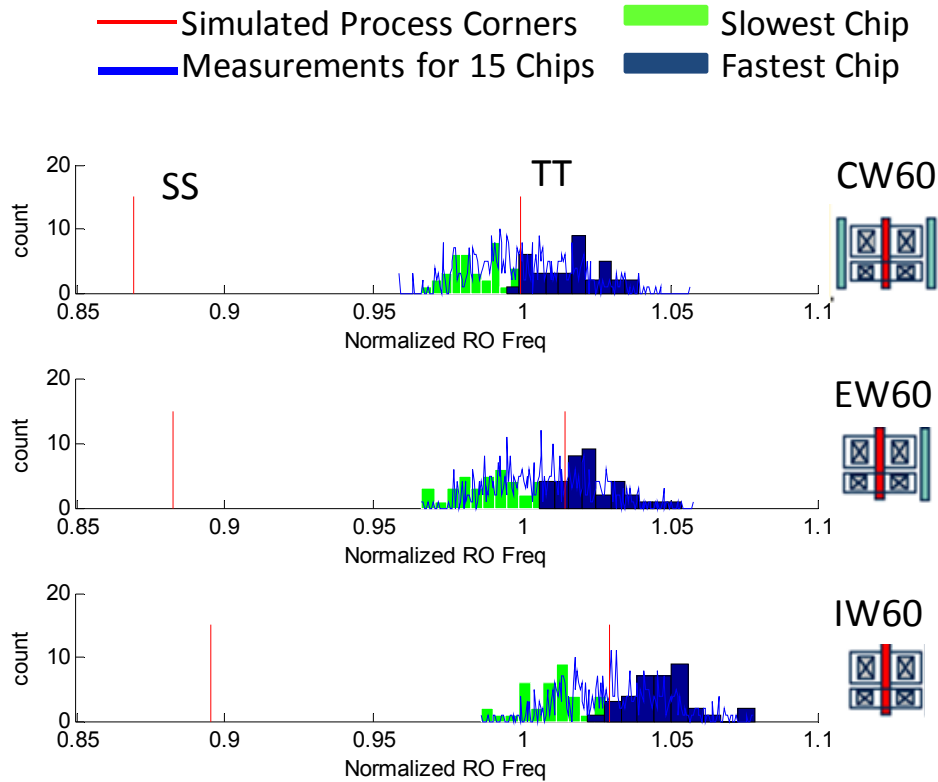 Simulated Process Corners Slowest Chip
Measurements for 15 Chips Fastest Chip
SS TT CW60
20
10
0
count
0.85 0.9 0.95 1 1.05 1.1
Normalized RO Freq
EW60
20
10
0
count
0.85 0.9 0.95 1 1.05 1.1
Normalized RO Freq
IW60
20
10
0
count
0.85 0.9 0.95 1 1.05 1.1
Normalized RO Freq